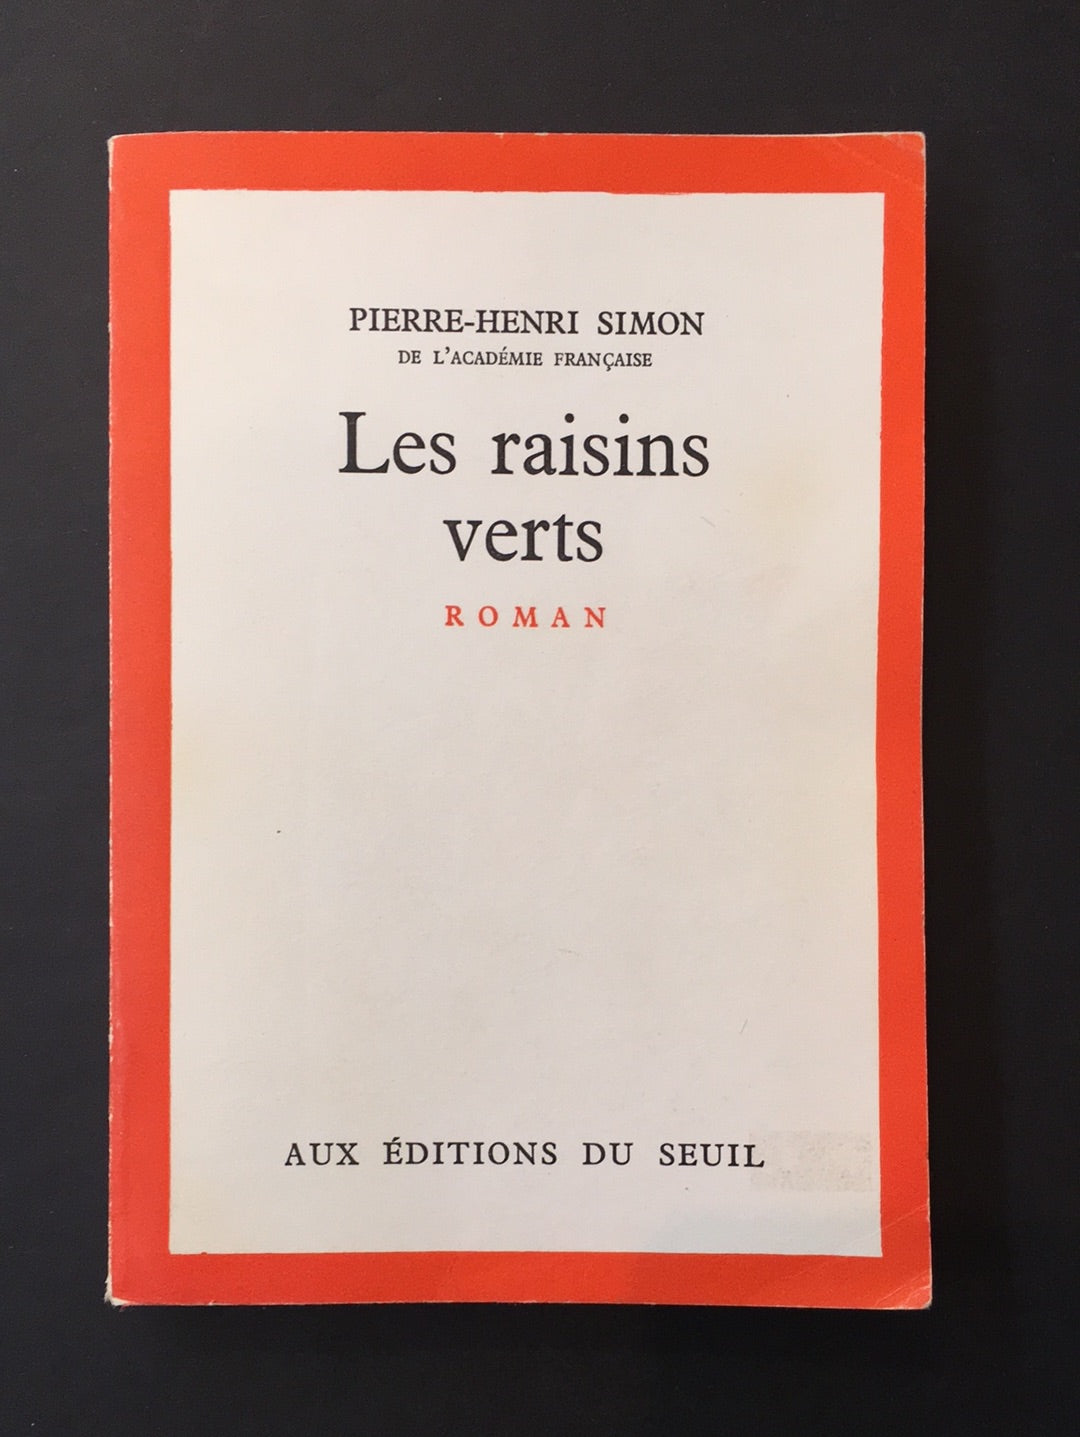 PIERRE-HENRI SIMON
DE L'ACADÉMIE FRANÇAISE
Les raisins
verts
ROMAN
AUX ÉDITIONS DU SEUIL